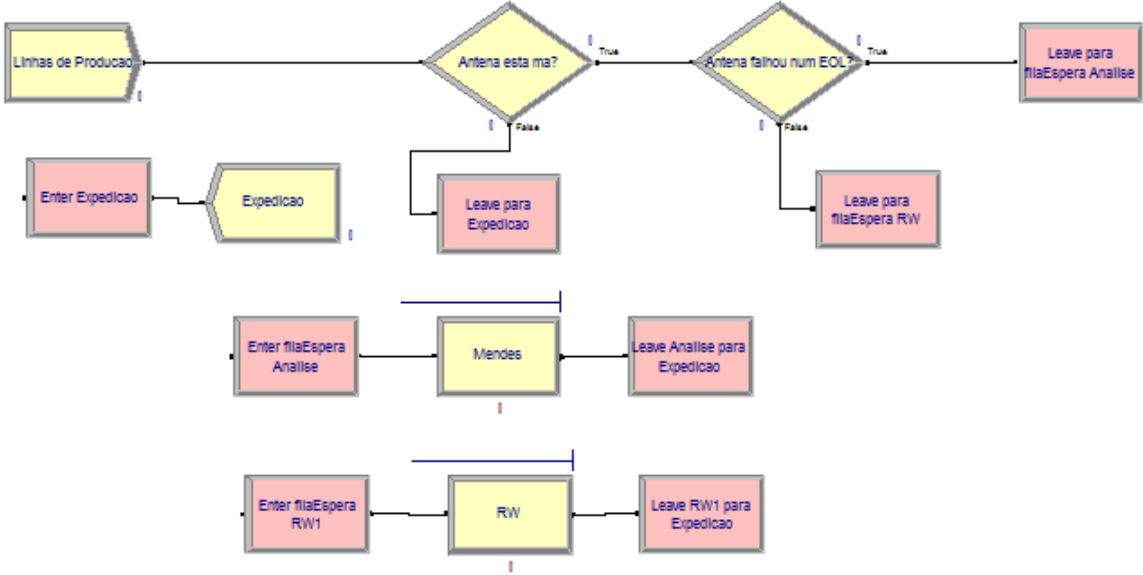 Linhas de Producao
Antena esta ma?
True
False
Antena falhou num EOL?
True
False
Leave para
filaEspera Analise
Enter Expedicao
Expedicao
Leave para
Expedicao
Leave para
filaEspera RW
Enter filaEspera
Analise
Mendes
Leave Analise para
Expedicao
Enter filaEspera
RW1
RW
Leave RW1 para
Expedicao